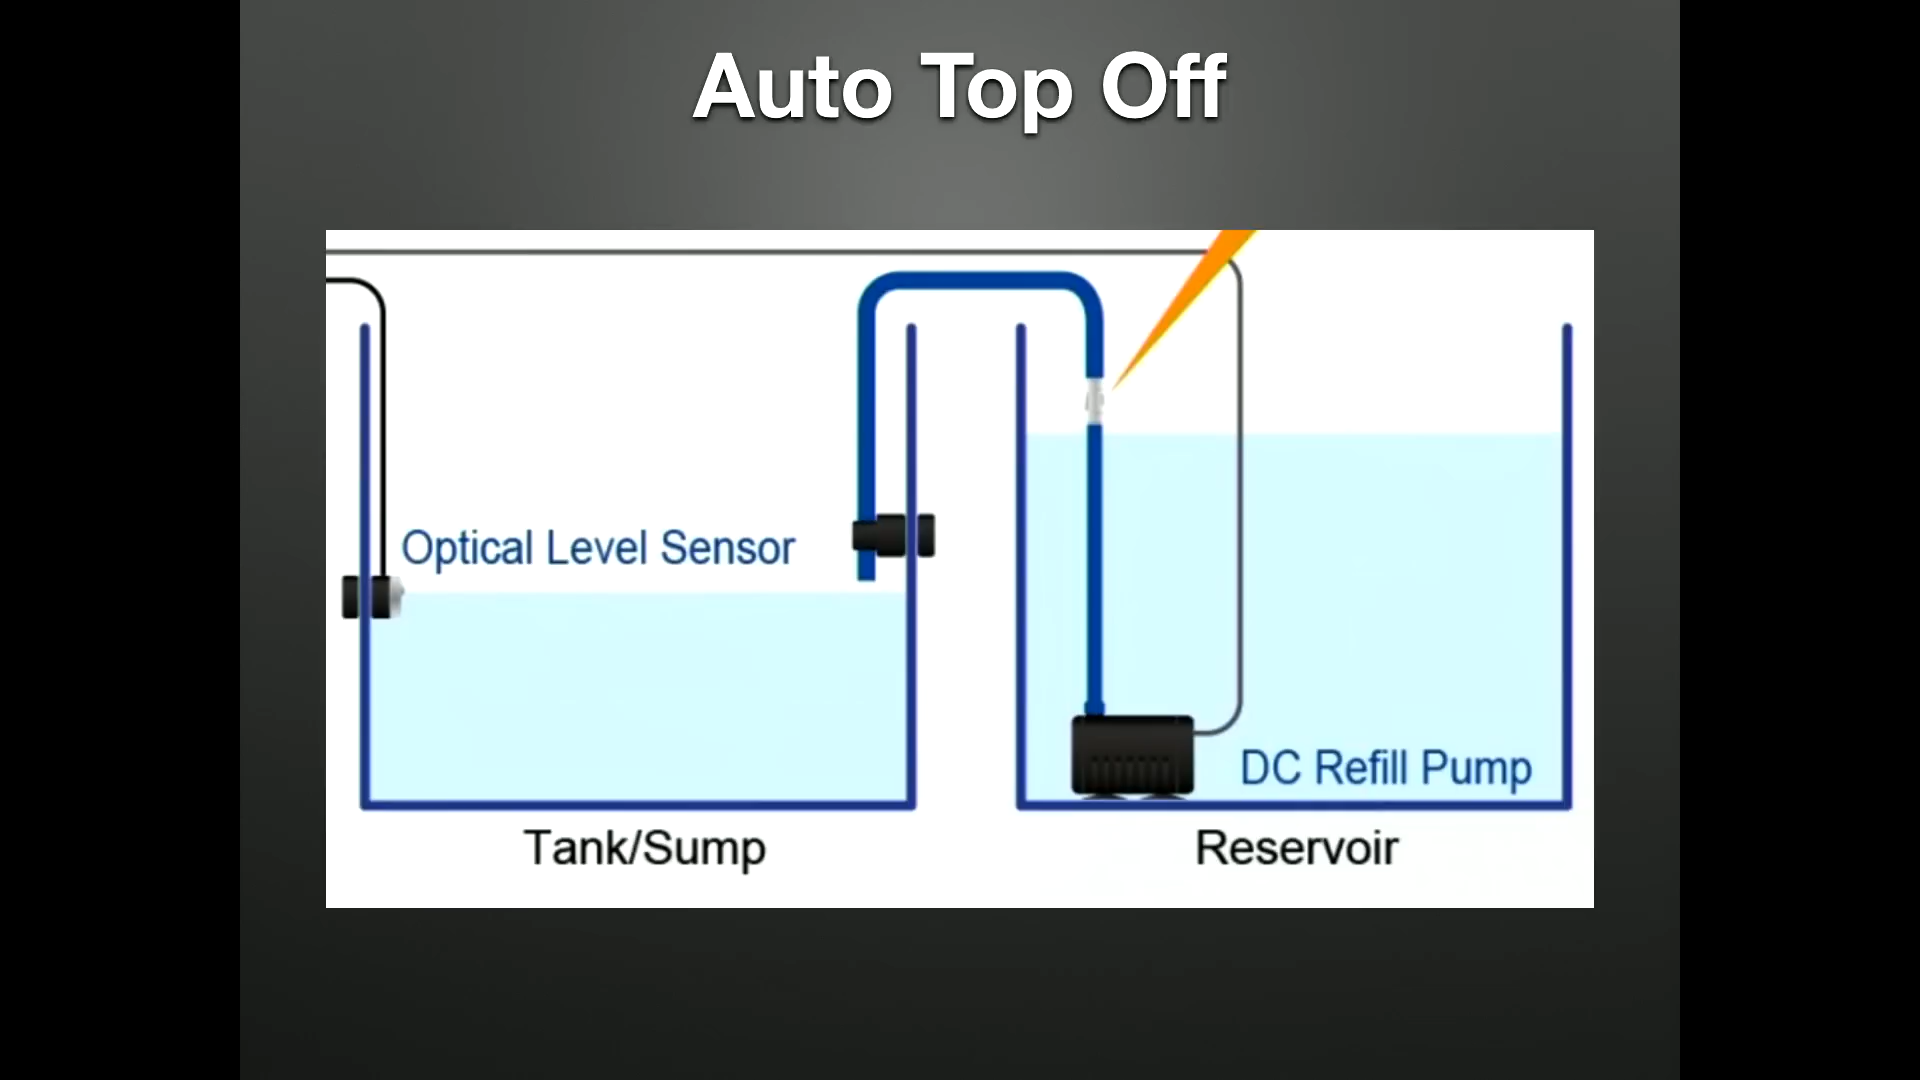 Auto Top Off
Optical Level Sensor
DC Refill Pump
Tank/Sump
Reservoir